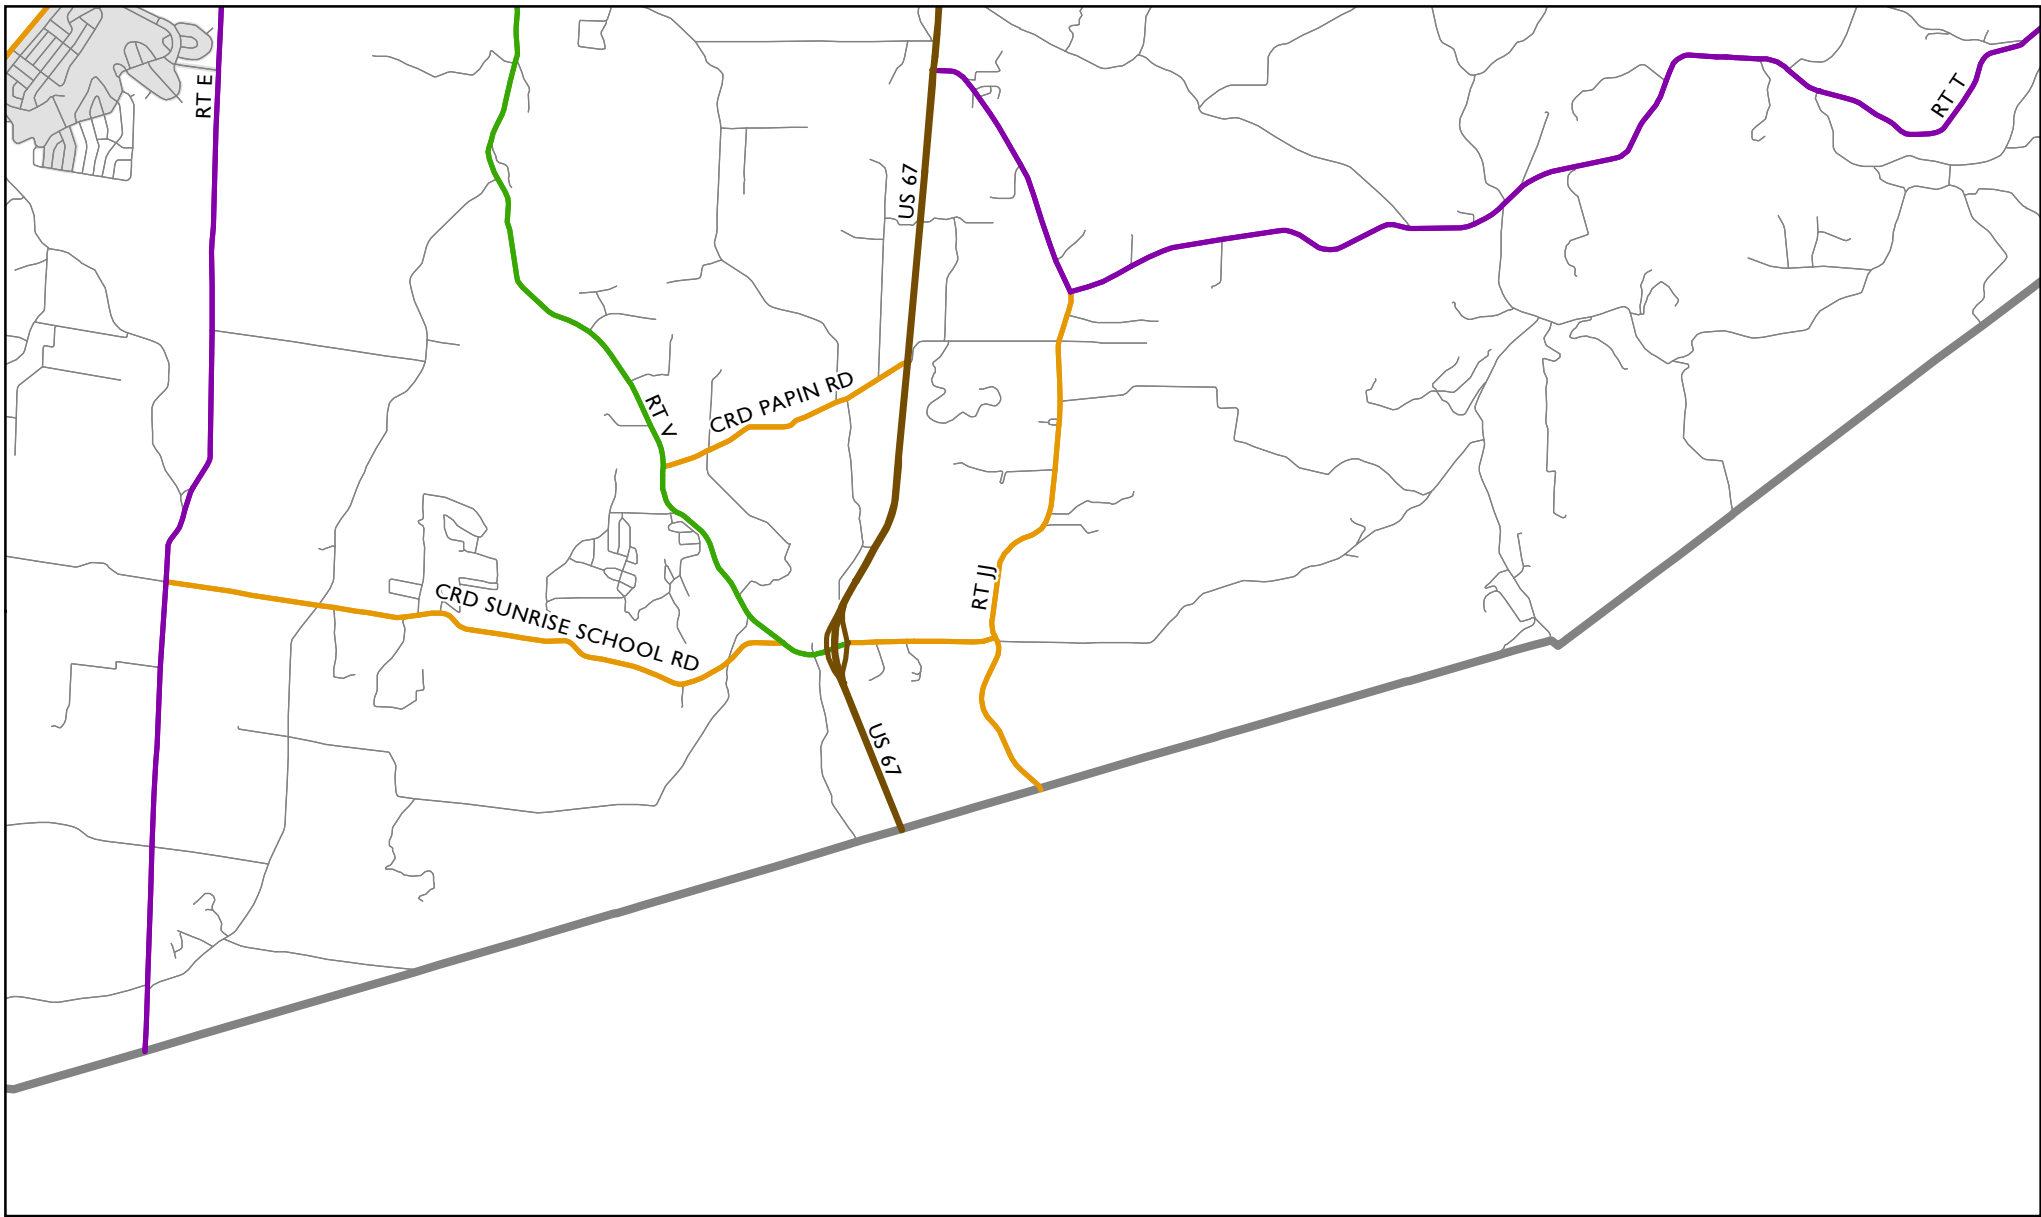 RT E
RT T
US 67
CRD PAPIN RD
RT V
RT JJ
CRD SUNRISE SCHOOL RD
US 67